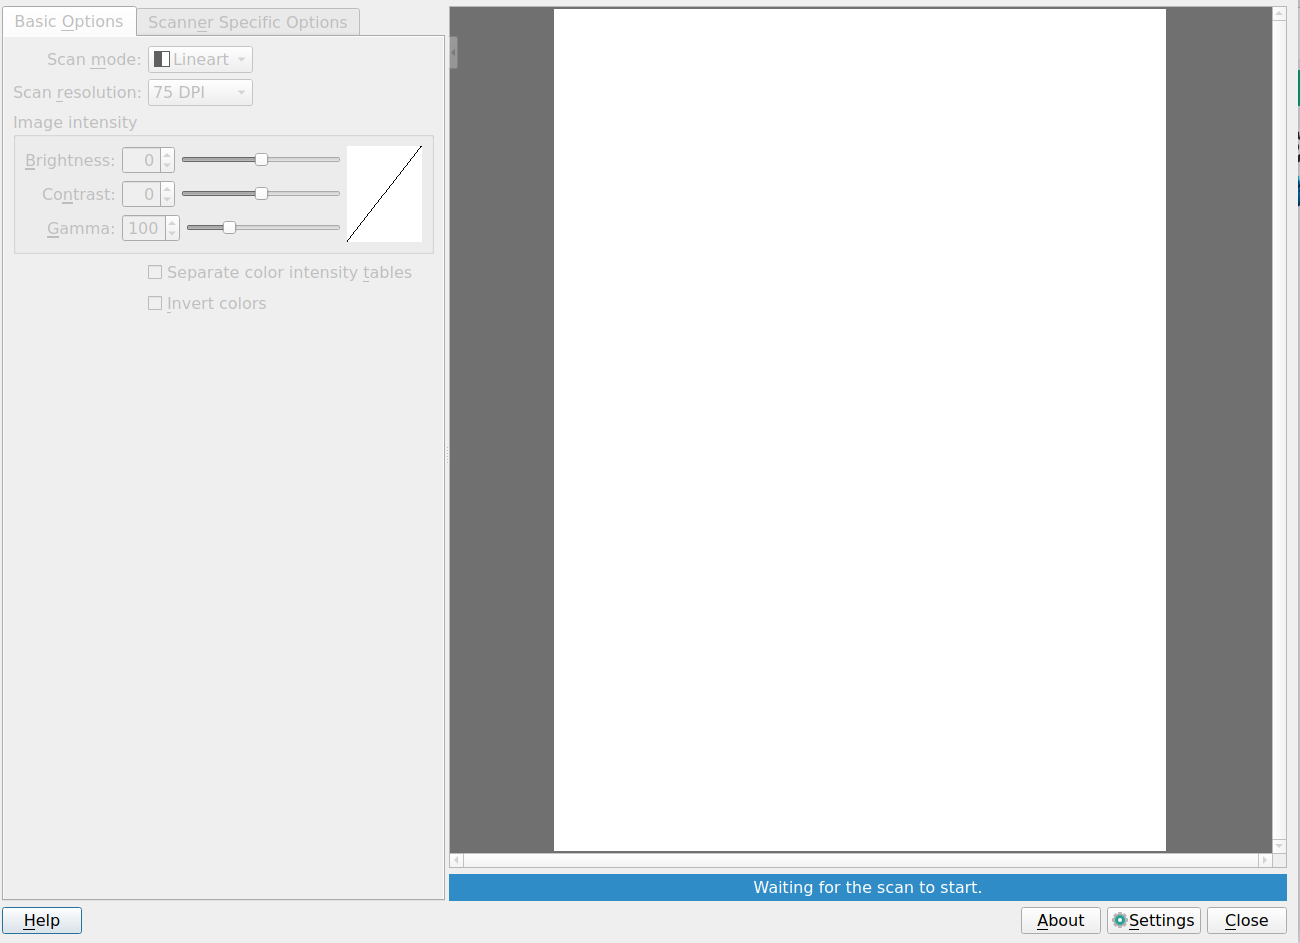 Basic Options
Scanner Specific Options
Scan mode: Lineart
Scan resolution: 75 DPI
Image intensity
Brightness: 0
Contrast: 0
Gamma: 100
Separate color intensity tables
Invert colors
Waiting for the scan to start.
Help
About
Settings
Close